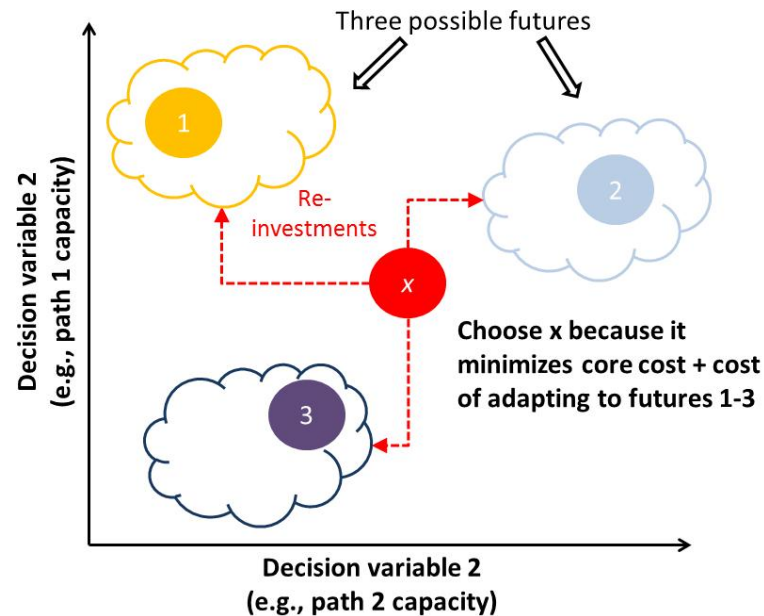 Three possible futures
1
2
Re-
investments
x
Choose x because it
minimizes core cost + cost
of adapting to futures 1-3
3
Decision variable 2
(e.g., path 1 capacity)
Decision variable 2
(e.g., path 2 capacity)